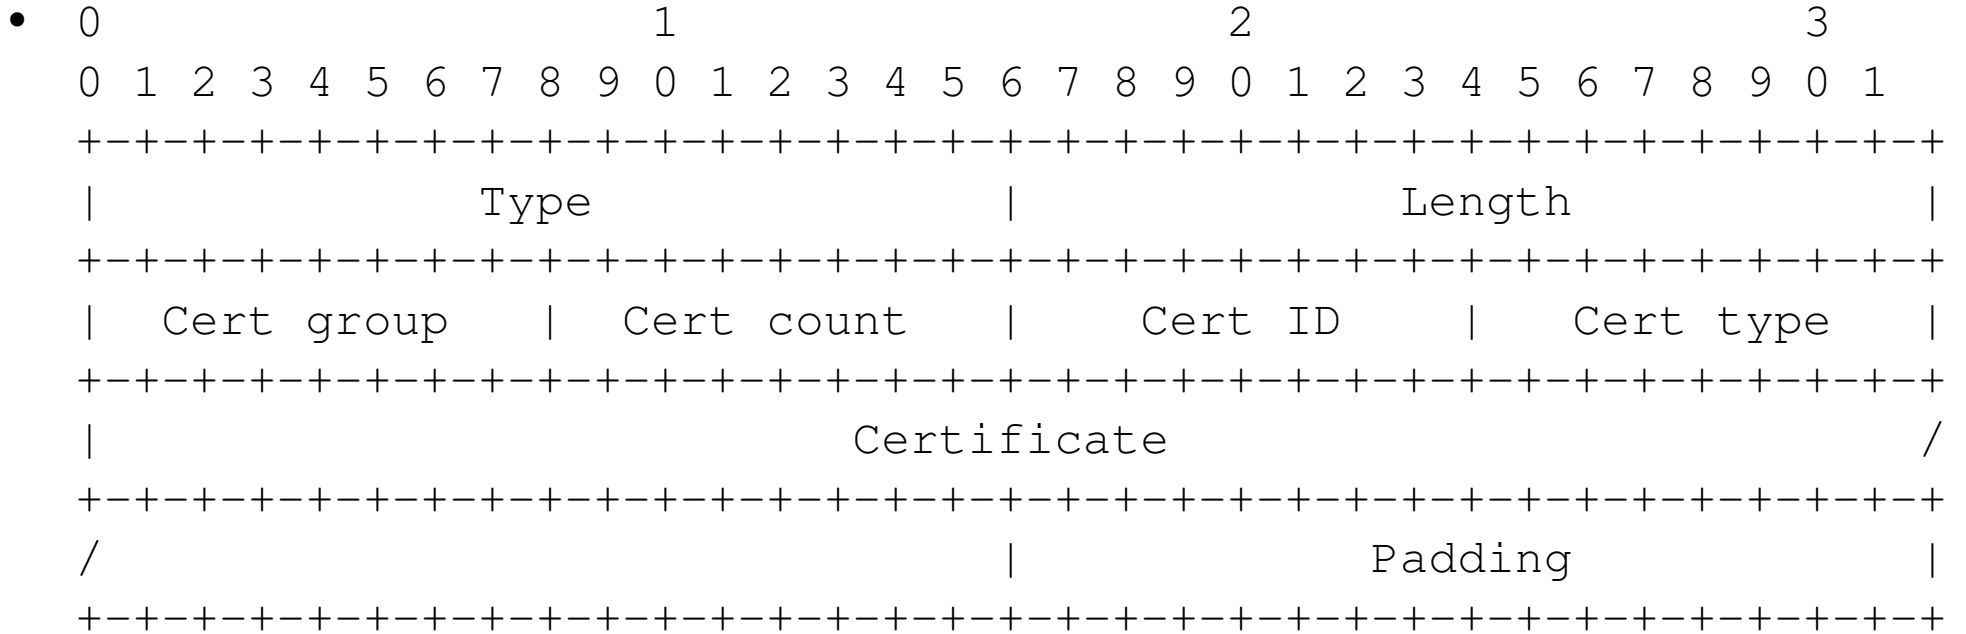 • 0                   1                   2                   3
  0 1 2 3 4 5 6 7 8 9 0 1 2 3 4 5 6 7 8 9 0 1 2 3 4 5 6 7 8 9 0 1
  +-+-+-+-+-+-+-+-+-+-+-+-+-+-+-+-+-+-+-+-+-+-+-+-+-+-+-+-+-+-+-+-+
  |             Type              |             Length            |
  +-+-+-+-+-+-+-+-+-+-+-+-+-+-+-+-+-+-+-+-+-+-+-+-+-+-+-+-+-+-+-+-+
  |  Cert group   |  Cert count   |    Cert ID    |   Cert type   |
  +-+-+-+-+-+-+-+-+-+-+-+-+-+-+-+-+-+-+-+-+-+-+-+-+-+-+-+-+-+-+-+-+
  |                          Certificate                          /
  +-+-+-+-+-+-+-+-+-+-+-+-+-+-+-+-+-+-+-+-+-+-+-+-+-+-+-+-+-+-+-+-+
  /                               |            Padding            |
  +-+-+-+-+-+-+-+-+-+-+-+-+-+-+-+-+-+-+-+-+-+-+-+-+-+-+-+-+-+-+-+-+